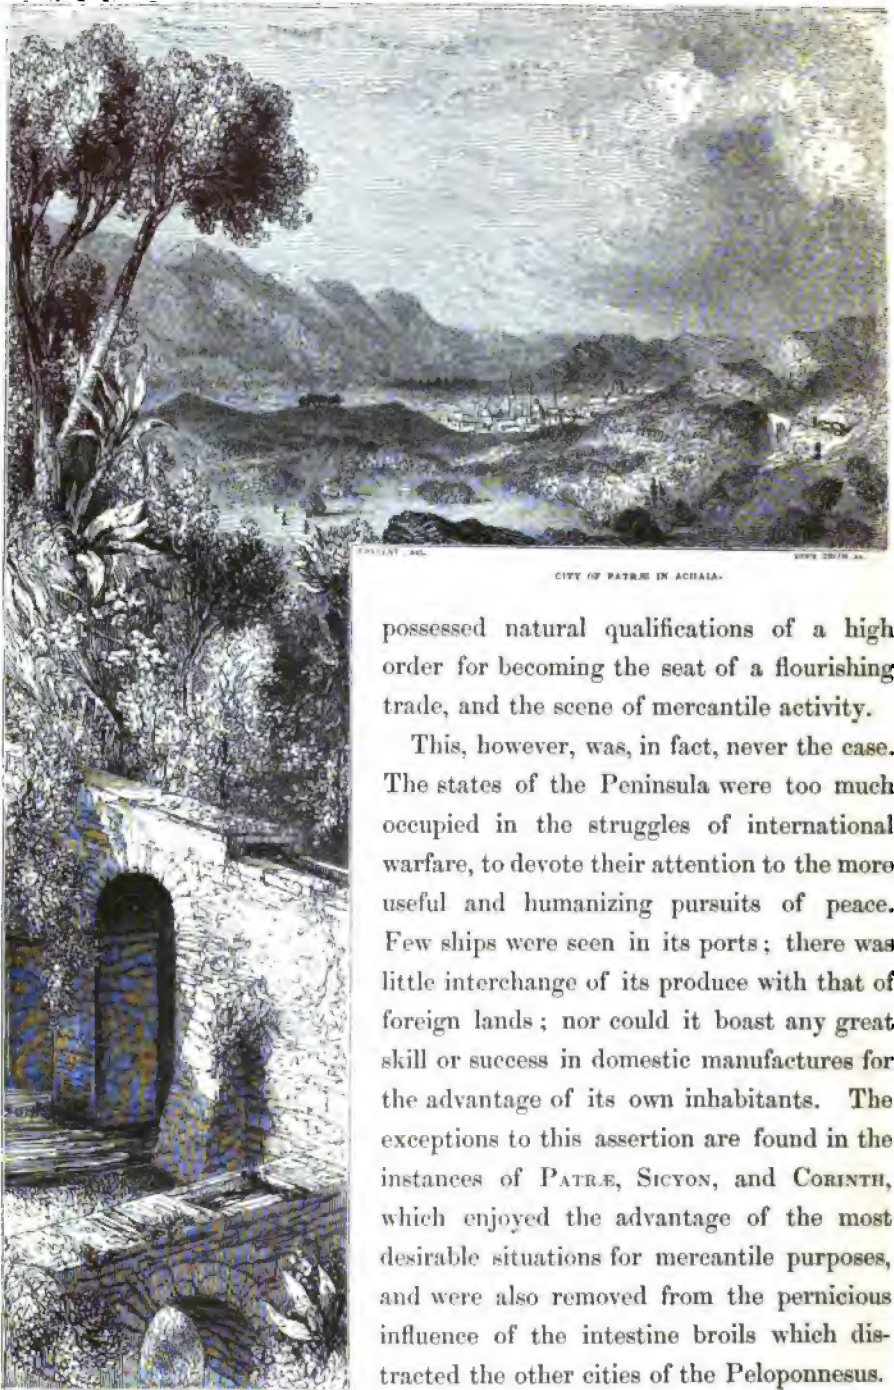 CITY OF PATRÆ IN ACHAIA.
possessed natural qualifications of a high
order for becoming the seat of a flourishing
trade, and the scene of mercantile activity.
This, however, was, in fact, never the case.
The states of the Peninsula were too much
occupied in the struggles of international
warfare, to devote their attention to the more
useful and humanizing pursuits of peace.
Few ships were seen in its ports; there was
little interchange of its produce with that of
foreign lands; nor could it boast any great
skill or success in domestic manufactures for
the advantage of its own inhabitants. The
exceptions to this assertion are found in the
instances of PATRÆ, SICYON, and CORINTH,
which enjoyed the advantage of the most
desirable situations for mercantile purposes,
and were also removed from the pernicious
influence of the intestine broils which dis-
tracted the other cities of the Peloponnesus.